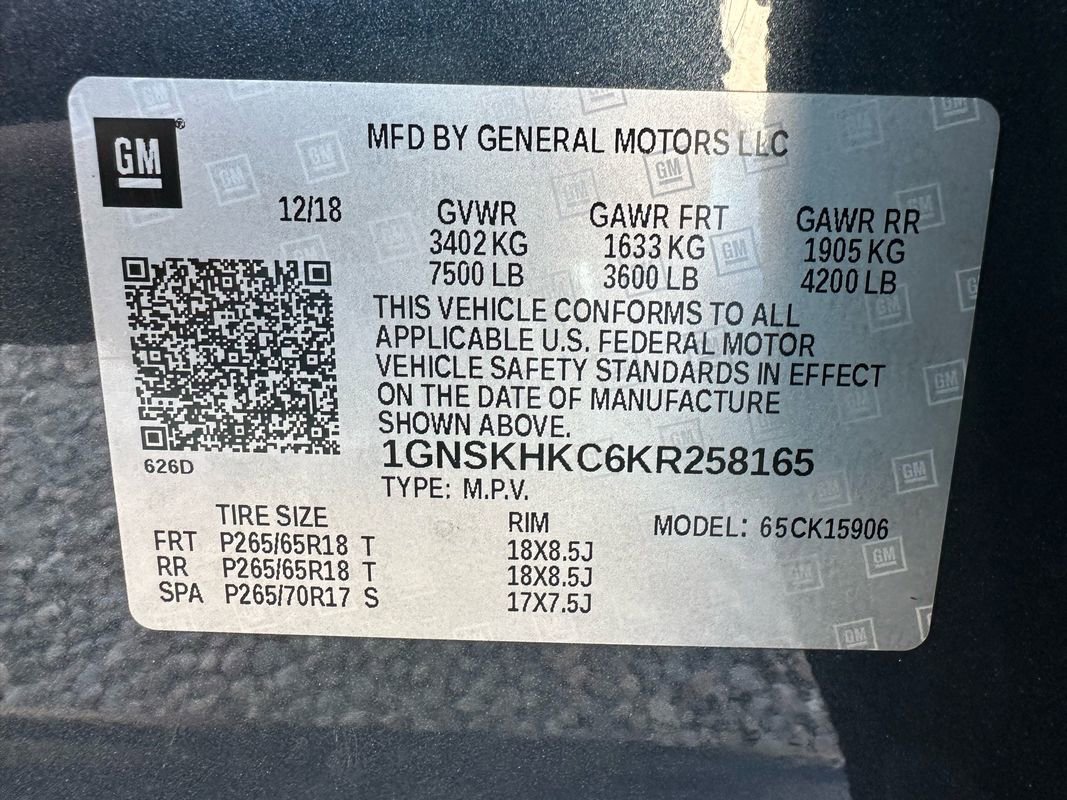 GM
MFD BY GENERAL MOTORS LLC
12/18 GVWR GAWR FRT GAWR RR
3402 KG 1633 KG 1905 KG
7500 LB 3600 LB 4200 LB
THIS VEHICLE CONFORMS TO ALL
APPLICABLE U.S. FEDERAL MOTOR
VEHICLE SAFETY STANDARDS IN EFFECT
ON THE DATE OF MANUFACTURE
SHOWN ABOVE.
626D
1GNSKHKC6KR258165
TYPE: M.P.V.
TIRE SIZE RIM MODEL: 65CK15906
FRT P265/65R18 T 18X8.5J
RR P265/65R18 T 18X8.5J
SPA P265/70R17 S 17X7.5J